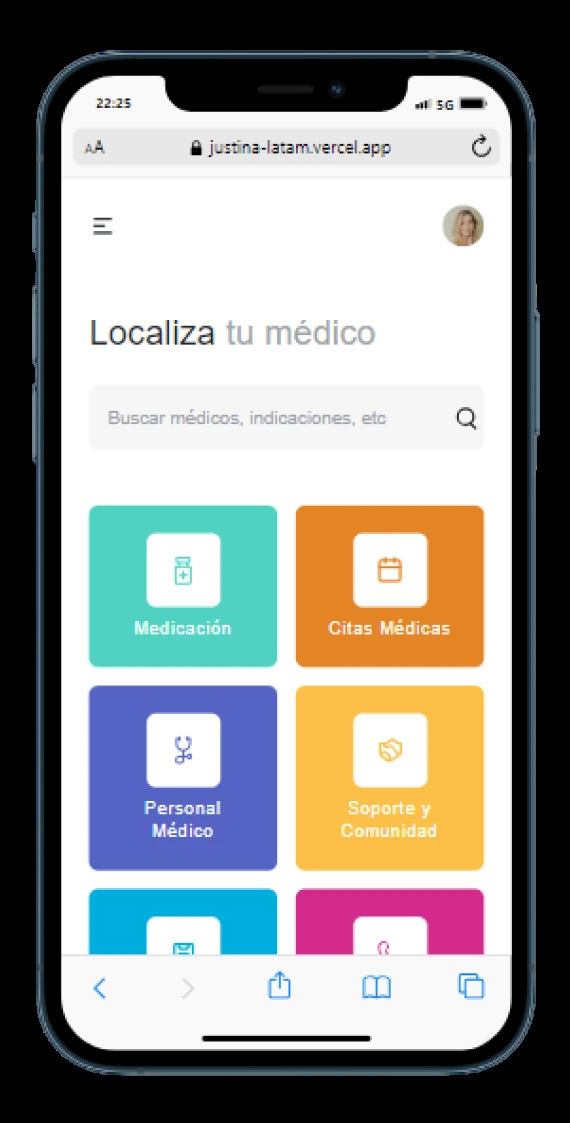 22:25
5G
AA
justina-latam.vercel.app
Localiza tu médico
Buscar médicos, indicaciones, etc
Medicación
Citas Médicas
Personal
Médico
Soporte y
Comunidad